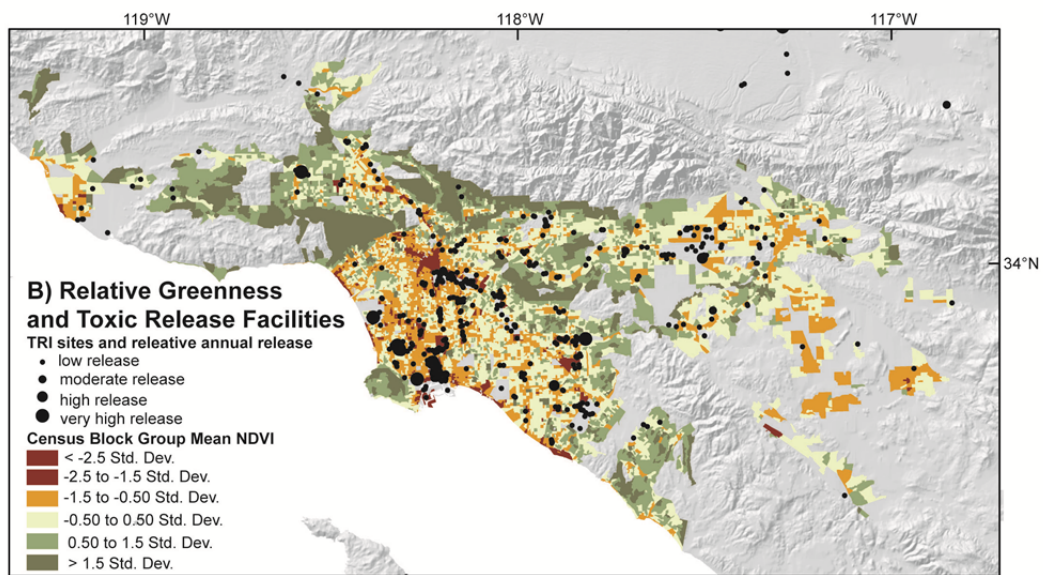 119°W 118°W 117°W
34°N
B) Relative Greenness
and Toxic Release Facilities
TRI sites and releative annual release
low release
moderate release
high release
very high release
Census Block Group Mean NDVI
< -2.5 Std. Dev.
-2.5 to -1.5 Std. Dev.
-1.5 to -0.50 Std. Dev.
-0.50 to 0.50 Std. Dev.
0.50 to 1.5 Std. Dev.
> 1.5 Std. Dev.